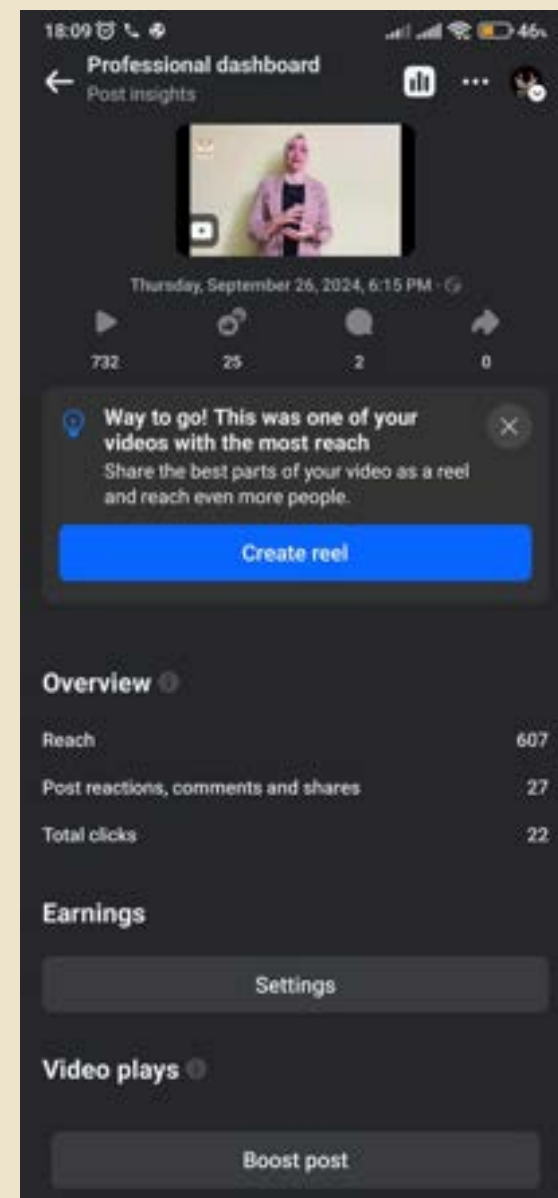 18:09
46%
Professional dashboard
Post insights
Thursday, September 26, 2024, 6:15 PM ·
732 25 2 0
Way to go! This was one of your
videos with the most reach
Share the best parts of your video as a reel
and reach even more people.
Create reel
Overview
Reach 607
Post reactions, comments and shares 27
Total clicks 22
Earnings
Settings
Video plays
Boost post